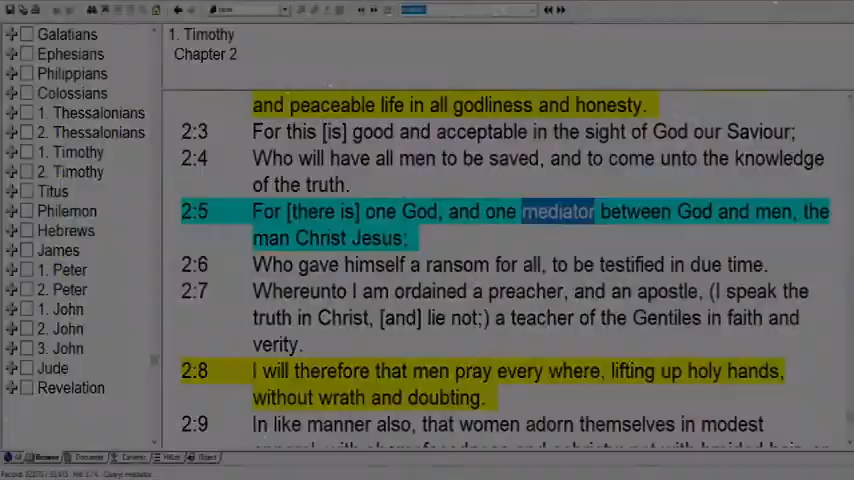 1. Timothy
Chapter 2
Galatians
Ephesians
Philippians
Colossians
1. Thessalonians
2. Thessalonians
1. Timothy
2. Timothy
Titus
Philemon
Hebrews
James
1. Peter
2. Peter
1. John
2. John
3. John
Jude
Revelation
and peaceable life in all godliness and honesty.
2:3 For this [is] good and acceptable in the sight of God our Saviour;
2:4 Who will have all men to be saved, and to come unto the knowledge
of the truth.
2:5 For [there is] one God, and one mediator between God and men, the
man Christ Jesus;
2:6 Who gave himself a ransom for all, to be testified in due time.
2:7 Whereunto I am ordained a preacher, and an apostle, (I speak the
truth in Christ, [and] lie not;) a teacher of the Gentiles in faith and
verity.
2:8 I will therefore that men pray every where, lifting up holy hands,
without wrath and doubting.
2:9 In like manner also, that women adorn themselves in modest
All Browse Document Contents HitList Object